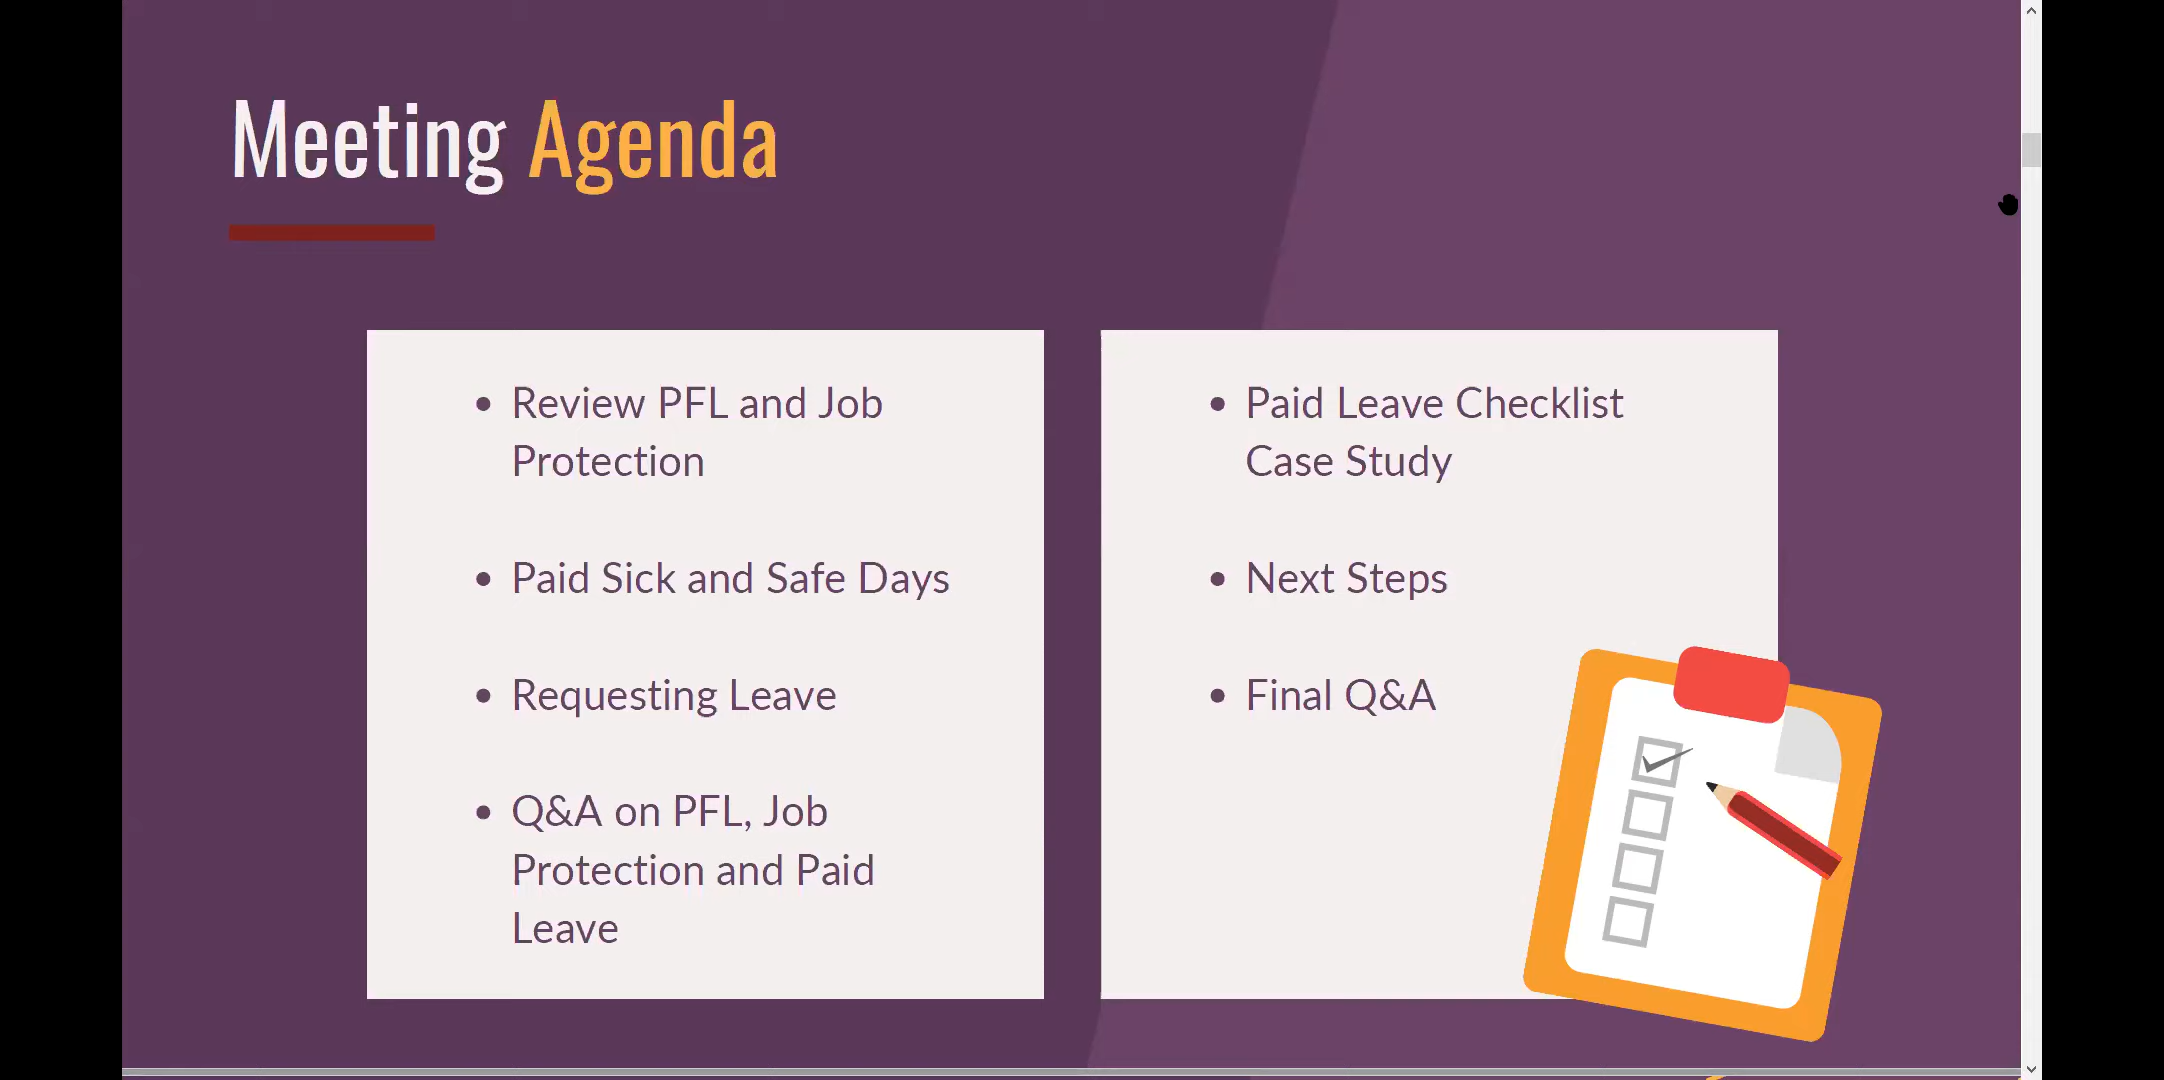 Meeting Agenda
• Review PFL and Job
Protection
• Paid Sick and Safe Days
• Requesting Leave
• Q&A on PFL, Job
Protection and Paid
Leave
• Paid Leave Checklist
Case Study
• Next Steps
• Final Q&A